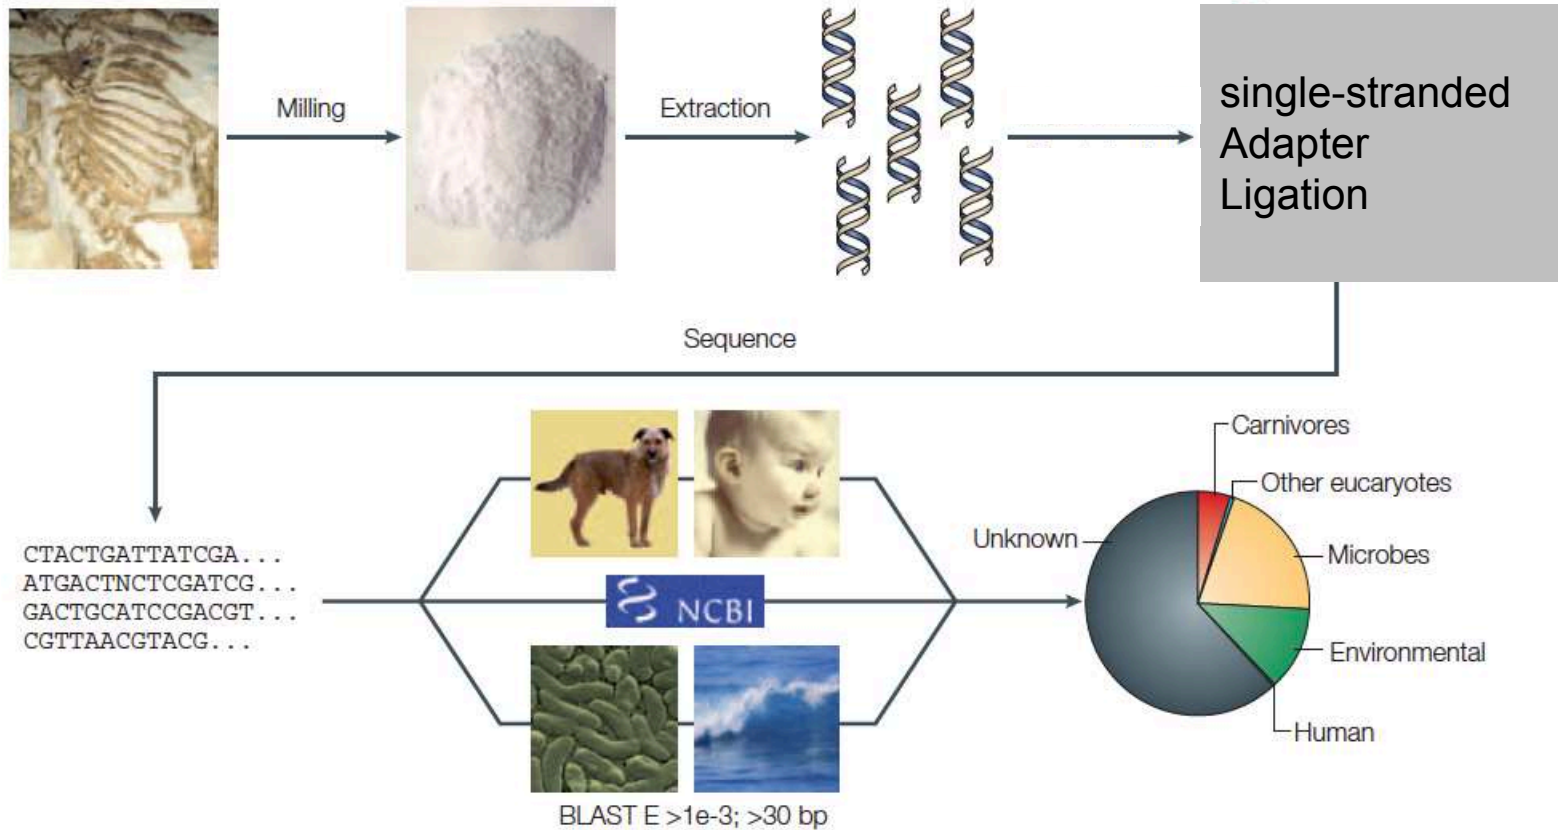 Milling
Extraction
single-stranded
Adapter
Ligation
Sequence
CTACTGATTATCGA...
ATGACTNCTCGATCG...
GACTGCATCCGACGT...
CGTTAACGTACG...
NCBI
BLAST E >1e-3; >30 bp
Carnivores
Other eucaryotes
Unknown
Microbes
Environmental
Human